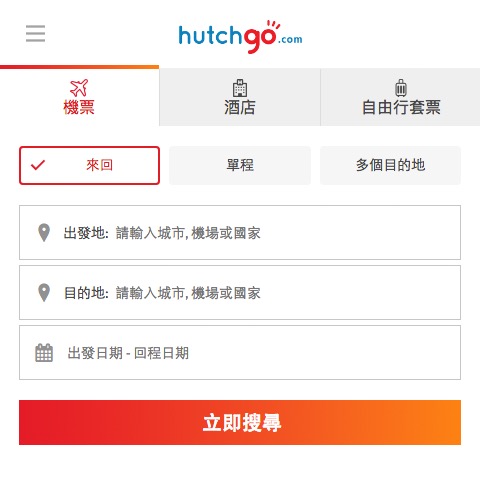 hutchgo.com
機票
酒店
自由行套票
來回
單程
多個目的地
出發地: 請輸入城市, 機場或國家
目的地: 請輸入城市, 機場或國家
出發日期 - 回程日期
立即搜尋